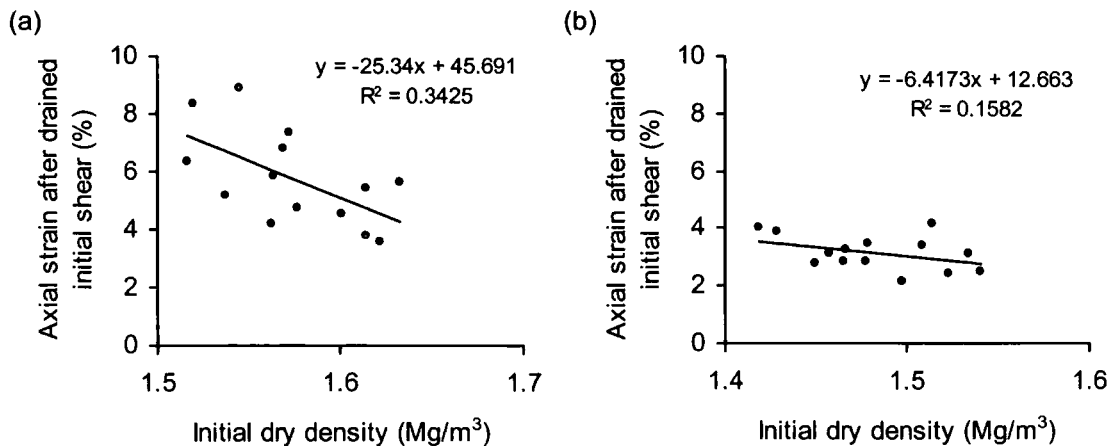 (a)
y = -25.34x + 45.691
R² = 0.3425
Axial strain after drained
initial shear (%)
10
8
6
4
2
0
1.5 1.6 1.7
Initial dry density (Mg/m³)
(b)
y = -6.4173x + 12.663
R² = 0.1582
Axial strain after drained
initial shear (%)
10
8
6
4
2
0
1.4 1.5 1.6
Initial dry density (Mg/m³)